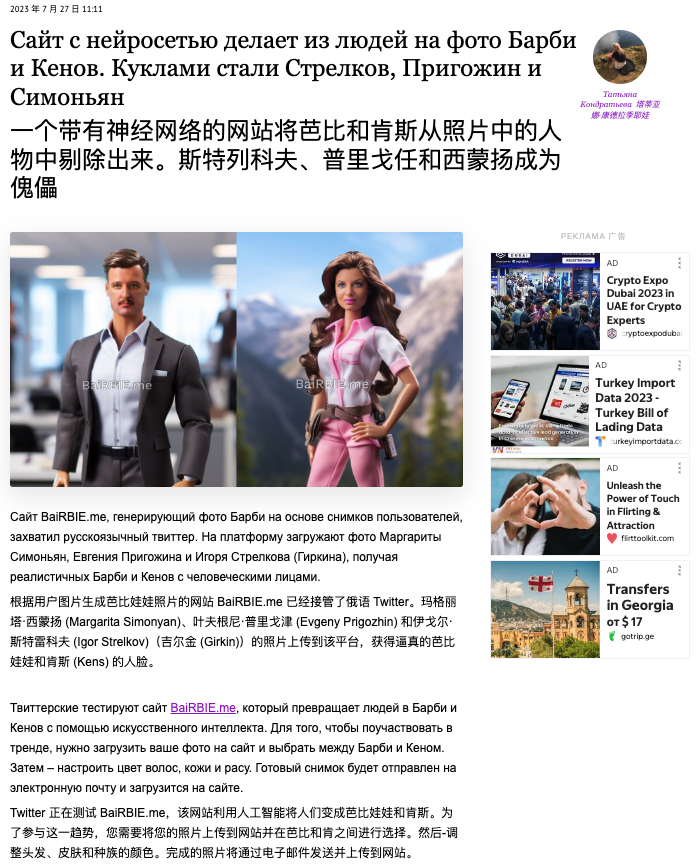 2023 年 7 月 27 日 11:11
Сайт с нейросетью делает из людей на фото Барби
и Кенов. Куклами стали Стрелков, Пригожин и
Симоньян
一个带有神经网络的网站将芭比和肯斯从照片中的人
物中剔除出来。斯特列科夫、普里戈任和西蒙扬成为
傀儡
Татьяна
Кондратьева 塔蒂亚
娜·康德拉季耶娃
BaiRBIE.me
BaiRBIE.me
Сайт BaiRBIE.me, генерирующий фото Барби на основе снимков пользователей,
захватил русскоязычный твиттер. На платформу загружают фото Маргариты
Симоньян, Евгения Пригожина и Игоря Стрелкова (Гиркина), получая
реалистичных Барби и Кенов с человеческими лицами.
根据用户图片生成芭比娃娃照片的网站 BaiRBIE.me 已经接管了俄语 Twitter。玛格丽
塔·西蒙扬 (Margarita Simonyan)、叶夫根尼·普里戈津 (Evgeny Prigozhin) 和伊戈尔·
斯特雷科夫 (Igor Strelkov)（吉尔金 (Girkin)）的照片上传到该平台，获得逼真的芭比
娃娃和肯斯 (Kens) 的人脸。
Твиттерские тестируют сайт BaiRBIE.me, который превращает людей в Барби и
Кенов с помощью искусственного интеллекта. Для того, чтобы поучаствовать в
тренде, нужно загрузить ваше фото на сайт и выбрать между Барби и Кеном.
Затем – настроить цвет волос, кожи и расу. Готовый снимок будет отправлен на
электронную почту и загрузится на сайте.
Twitter 正在测试 BaiRBIE.me，该网站利用人工智能将人们变成芭比娃娃和肯斯。为
了参与这一趋势，您需要将您的照片上传到网站并在芭比和肯之间进行选择。然后-调
整头发、皮肤和种族的颜色。完成的照片将通过电子邮件发送并上传到网站。
РЕКЛАМА 广告
DUBAI
REGISTER NOW
AD
Crypto Expo
Dubai 2023 in
UAE for Crypto
Experts
cryptoexpodubai
AD
Turkey Import
Data 2023 -
Turkey Bill of
Lading Data
turkeyimportdata.co
AD
Unleash the
Power of Touch
in Flirting &
Attraction
flirttoolkit.com
AD
Transfers
in Georgia
от $ 17
gotrip.ge